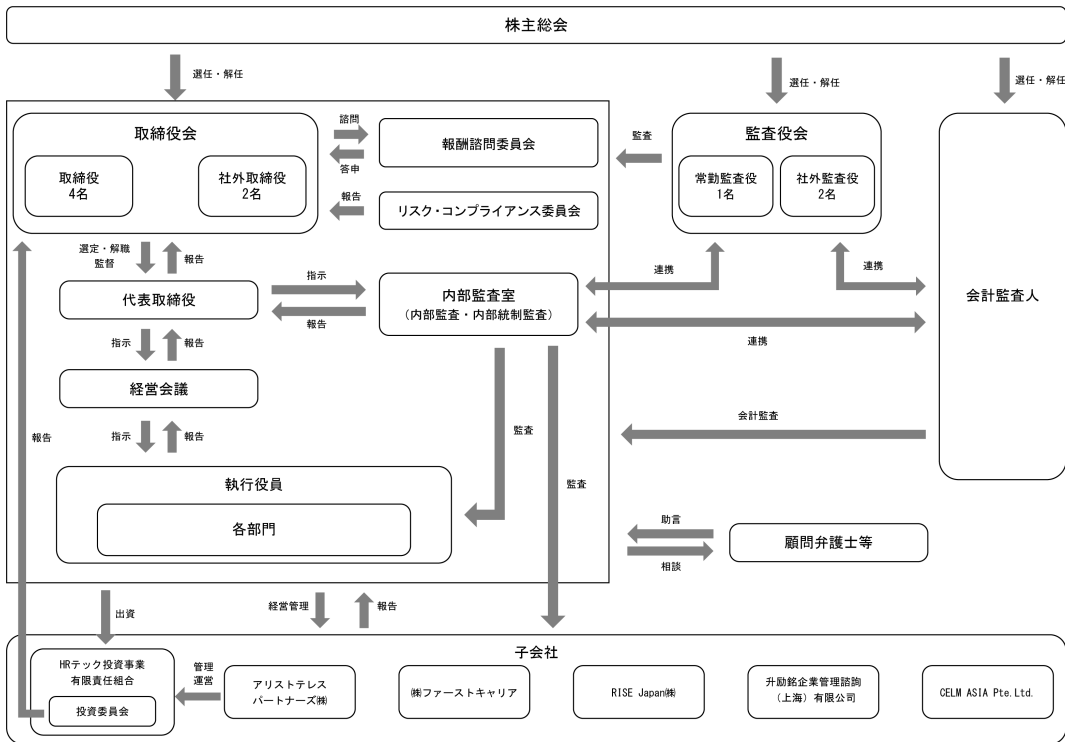 株主総会
選任・解任
選任・解任
選任・解任
取締役会
取締役
4名
社外取締役
2名
諮問
答申
報酬諮問委員会
報告
リスク・コンプライアンス委員会
監査
監査役会
常勤監査役
1名
社外監査役
2名
会計監査人
選定・解職
監督
報告
代表取締役
指示
報告
内部監査室
(内部監査・内部統制監査)
連携
連携
連携
指示
報告
経営会議
指示
報告
報告
監査
監査
会計監査
執行役員
各部門
助言
相談
顧問弁護士等
出資
経営管理
報告
子会社
HRテック投資事業
有限責任組合
投資委員会
管理
運営
アリストテレス
パートナーズ㈱
㈱ファーストキャリア
RISE Japan㈱
升励銘企業管理諮詢
(上海)有限公司
CELM ASIA Pte.Ltd.